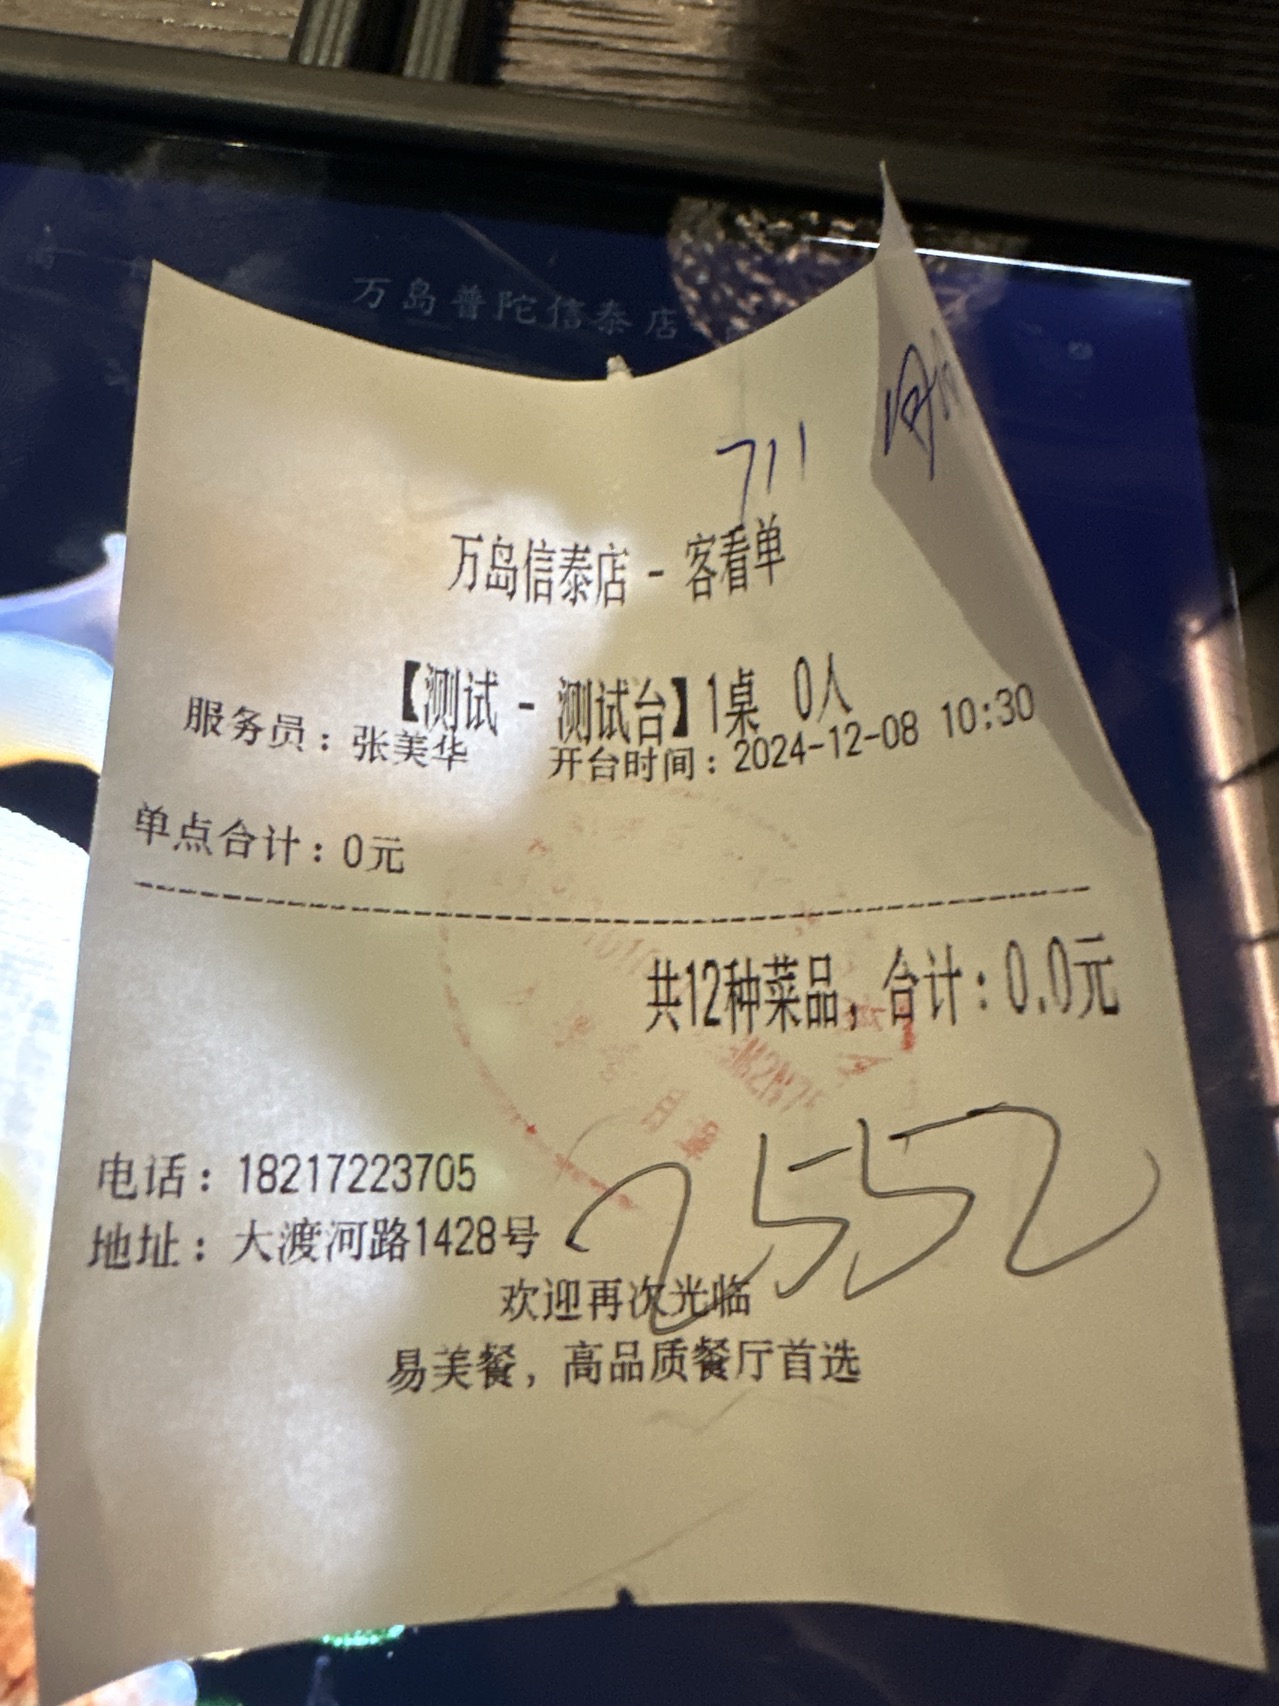 万岛普陀信泰店
711
万岛信泰店 - 客看单
【测试 - 测试台】1桌 0人
服务员：张美华 开台时间：2024-12-08 10:30
单点合计：0元
共12种菜品，合计：0.0元
电话：18217223705
地址：大渡河路1428号
2552
欢迎再次光临
易美餐，高品质餐厅首选